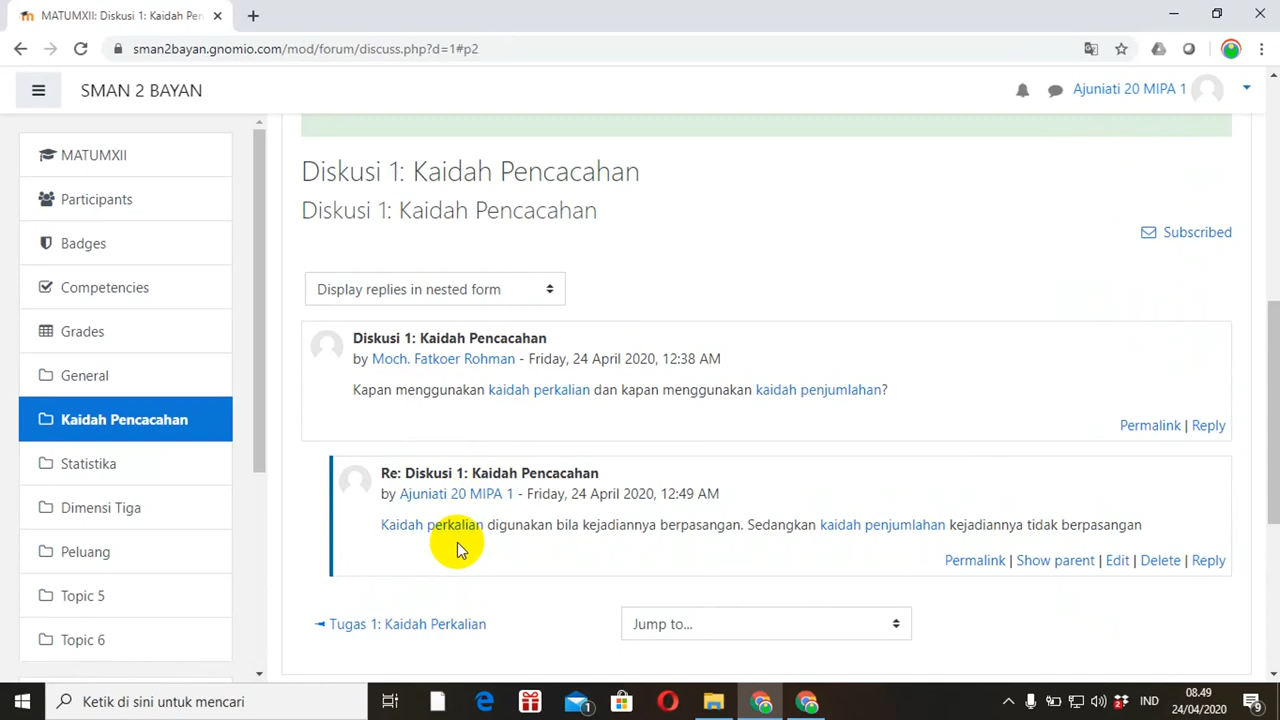 MATUMXII: Diskusi 1: Kaidah Pen
sman2bayan.gnomio.com/mod/forum/discuss.php?d=1#p2
SMAN 2 BAYAN
Ajuniati 20 MIPA 1
MATUMXII
Participants
Badges
Competencies
Grades
General
Kaidah Pencacahan
Statistika
Dimensi Tiga
Peluang
Topic 5
Topic 6
Diskusi 1: Kaidah Pencacahan
Diskusi 1: Kaidah Pencacahan
Subscribed
Display replies in nested form
Diskusi 1: Kaidah Pencacahan
by Moch. Fatkoer Rohman - Friday, 24 April 2020, 12:38 AM
Kapan menggunakan kaidah perkalian dan kapan menggunakan kaidah penjumlahan?
Permalink | Reply
Re: Diskusi 1: Kaidah Pencacahan
by Ajuniati 20 MIPA 1 - Friday, 24 April 2020, 12:49 AM
Kaidah perkalian digunakan bila kejadiannya berpasangan. Sedangkan kaidah penjumlahan kejadiannya tidak berpasangan
Permalink | Show parent | Edit | Delete | Reply
◄ Tugas 1: Kaidah Perkalian
Jump to...
Ketik di sini untuk mencari
1
IND
08.49
24/04/2020
9